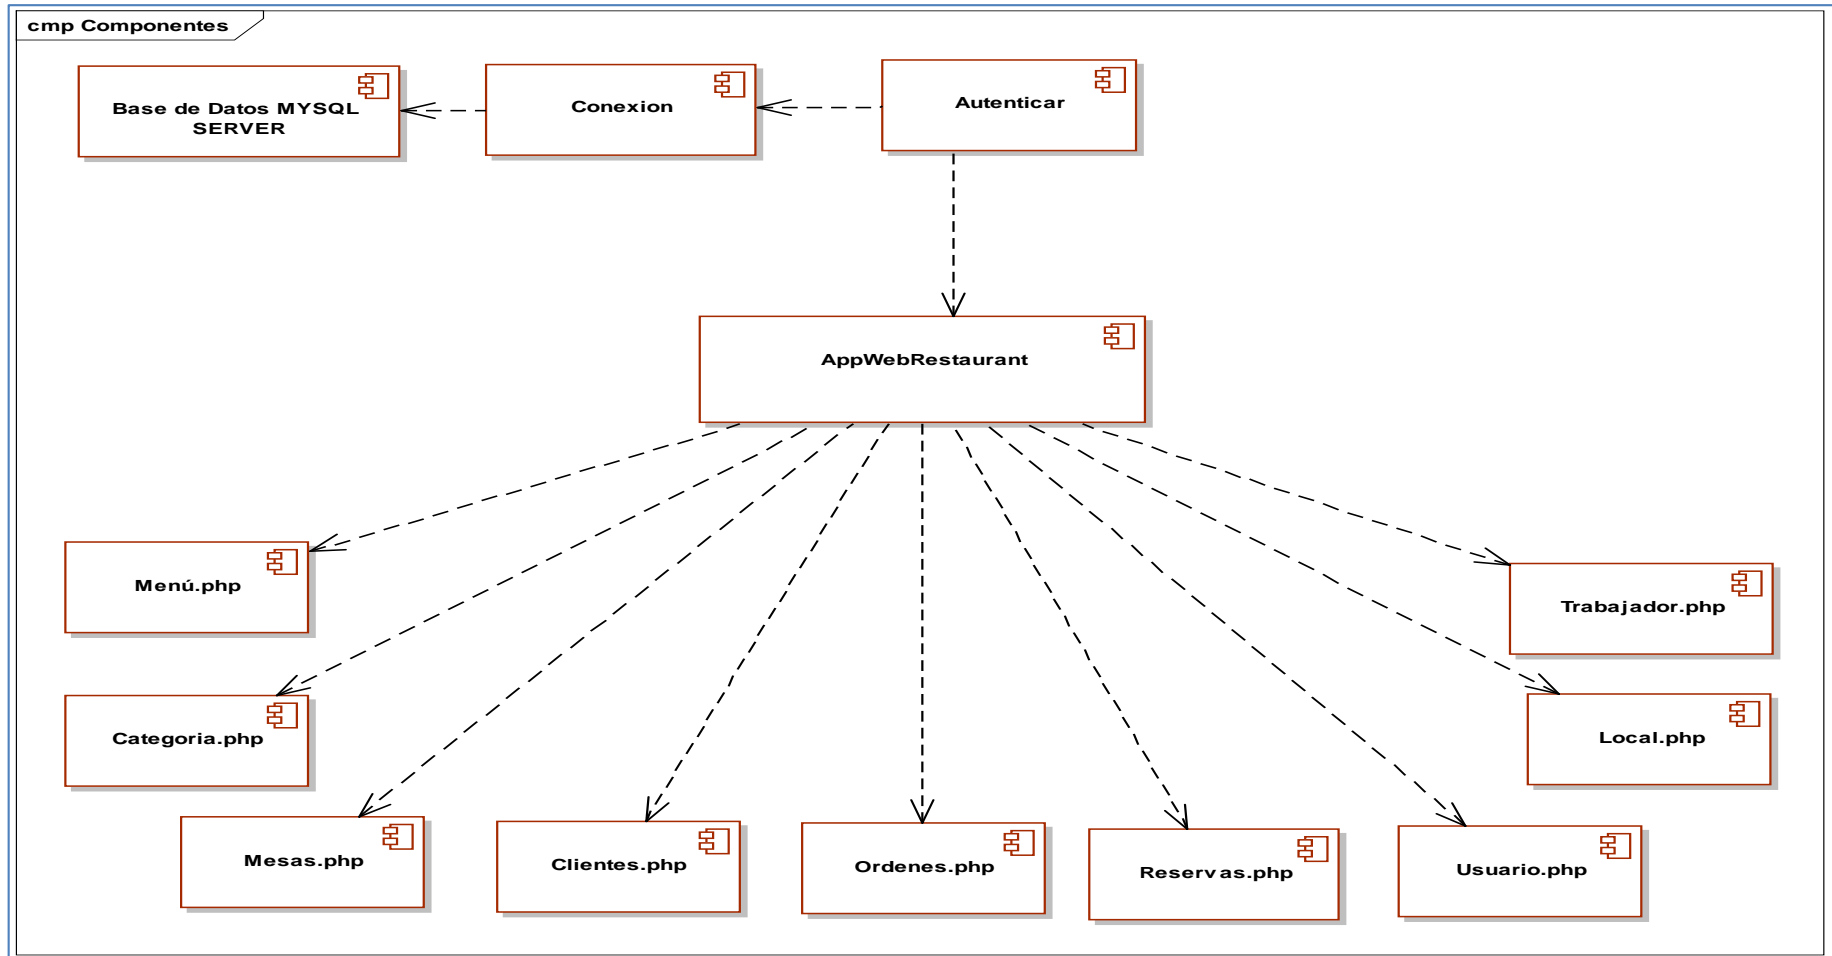 cmp Componentes
Base de Datos MYSQL
SERVER
Conexion
Autenticar
AppWebRestaurant
Menú.php
Trabajador.php
Categoria.php
Local.php
Mesas.php
Clientes.php
Ordenes.php
Reservas.php
Usuario.php